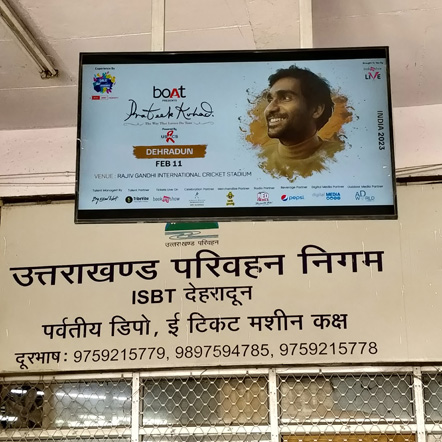 boAt
PRESENTS
Prateek Kuhad
DEHRADUN
FEB 11
VENUE: RAJIV GANDHI INTERNATIONAL CRICKET STADIUM
LIVE
INDIA 2023
pepsi
उत्तराखण्ड परिवहन
उत्तराखण्ड परिवहन निगम
ISBT देहरादून
पर्वतीय डिपो, ई टिकट मशीन कक्ष
दूरभाष: 9759215779, 9897594785, 9759215778